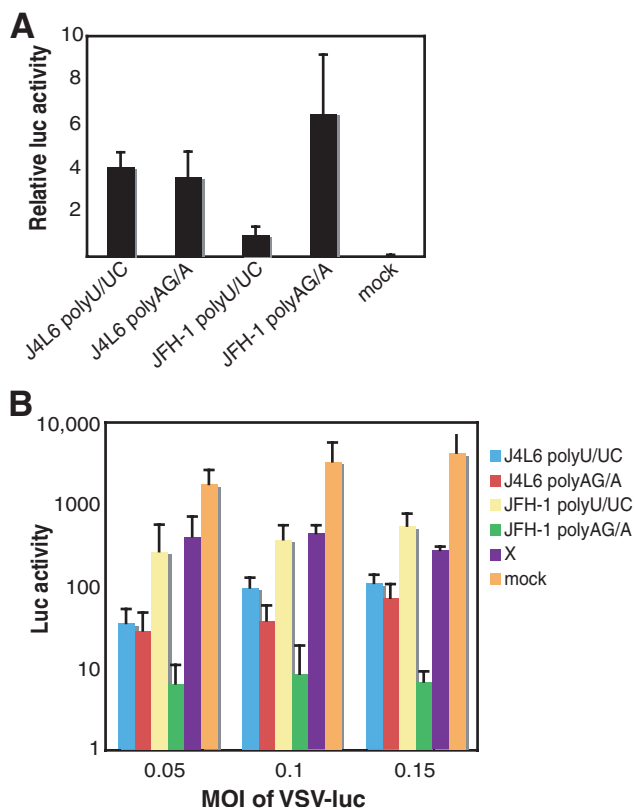 A
Relative luc activity
10
8
6
4
2
J4L6 polyU/UC
J4L6 polyAG/A
JFH-1 polyU/UC
JFH-1 polyAG/A
mock
B
Luc activity
10,000
1000
100
10
1
0.05
0.1
0.15
MOI of VSV-luc
J4L6 polyU/UC
J4L6 polyAG/A
JFH-1 polyU/UC
JFH-1 polyAG/A
X
mock